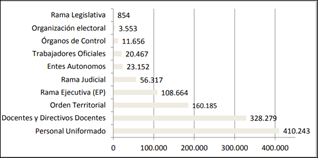 Rama Legislativa 854
Organización electoral 3.553
Órganos de Control 11.656
Trabajadores Oficiales 20.467
Entes Autonomos 23.152
Rama Judicial 56.317
Rama Ejecutiva (EP) 108.664
Orden Territorial 160.185
Docentes y Directivos Docentes 328.279
Personal Uniformado 410.243
0 100.000 200.000 300.000 400.000